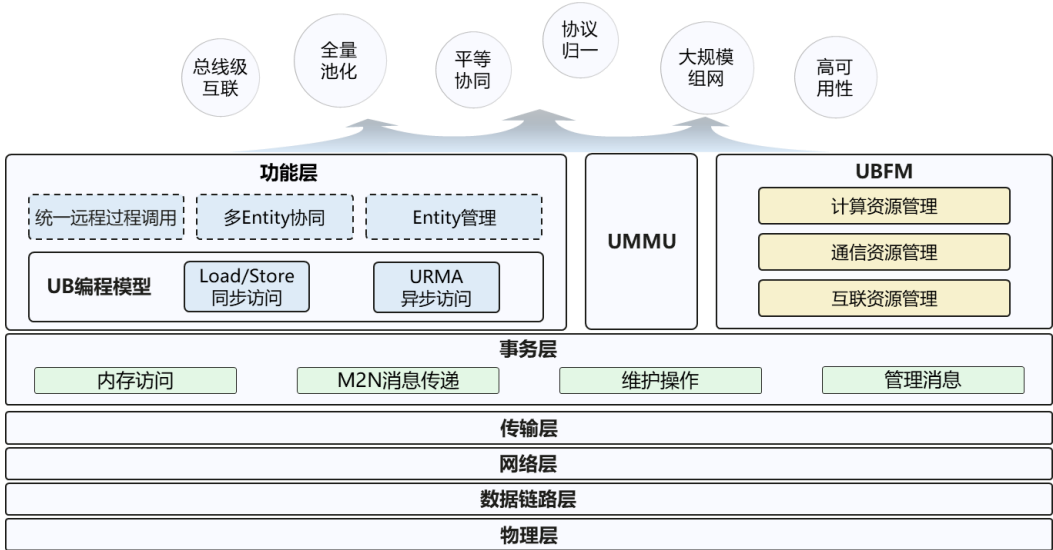 总线级
互联
全量
池化
平等
协同
协议
归一
大规模
组网
高可
用性
功能层
统一远程过程调用
多Entity协同
Entity管理
UB编程模型
Load/Store
同步访问
URMA
异步访问
UMMU
UBFM
计算资源管理
通信资源管理
互联资源管理
事务层
内存访问
M2N消息传递
维护操作
管理消息
传输层
网络层
数据链路层
物理层